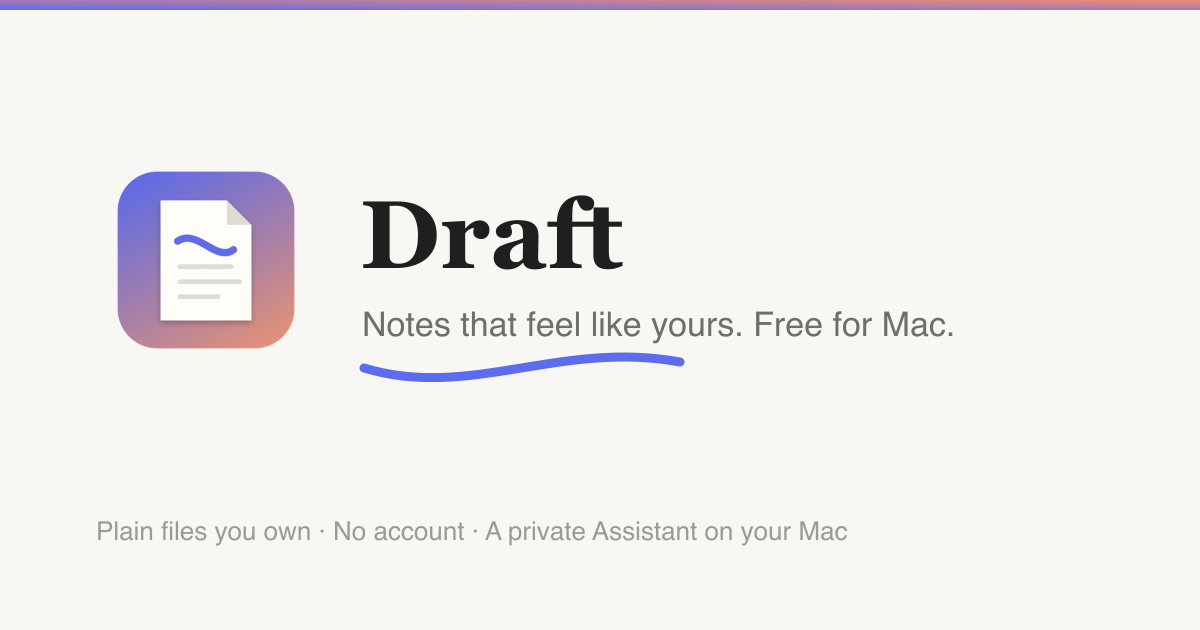 Draft
Notes that feel like yours. Free for Mac.
Plain files you own · No account · A private Assistant on your Mac